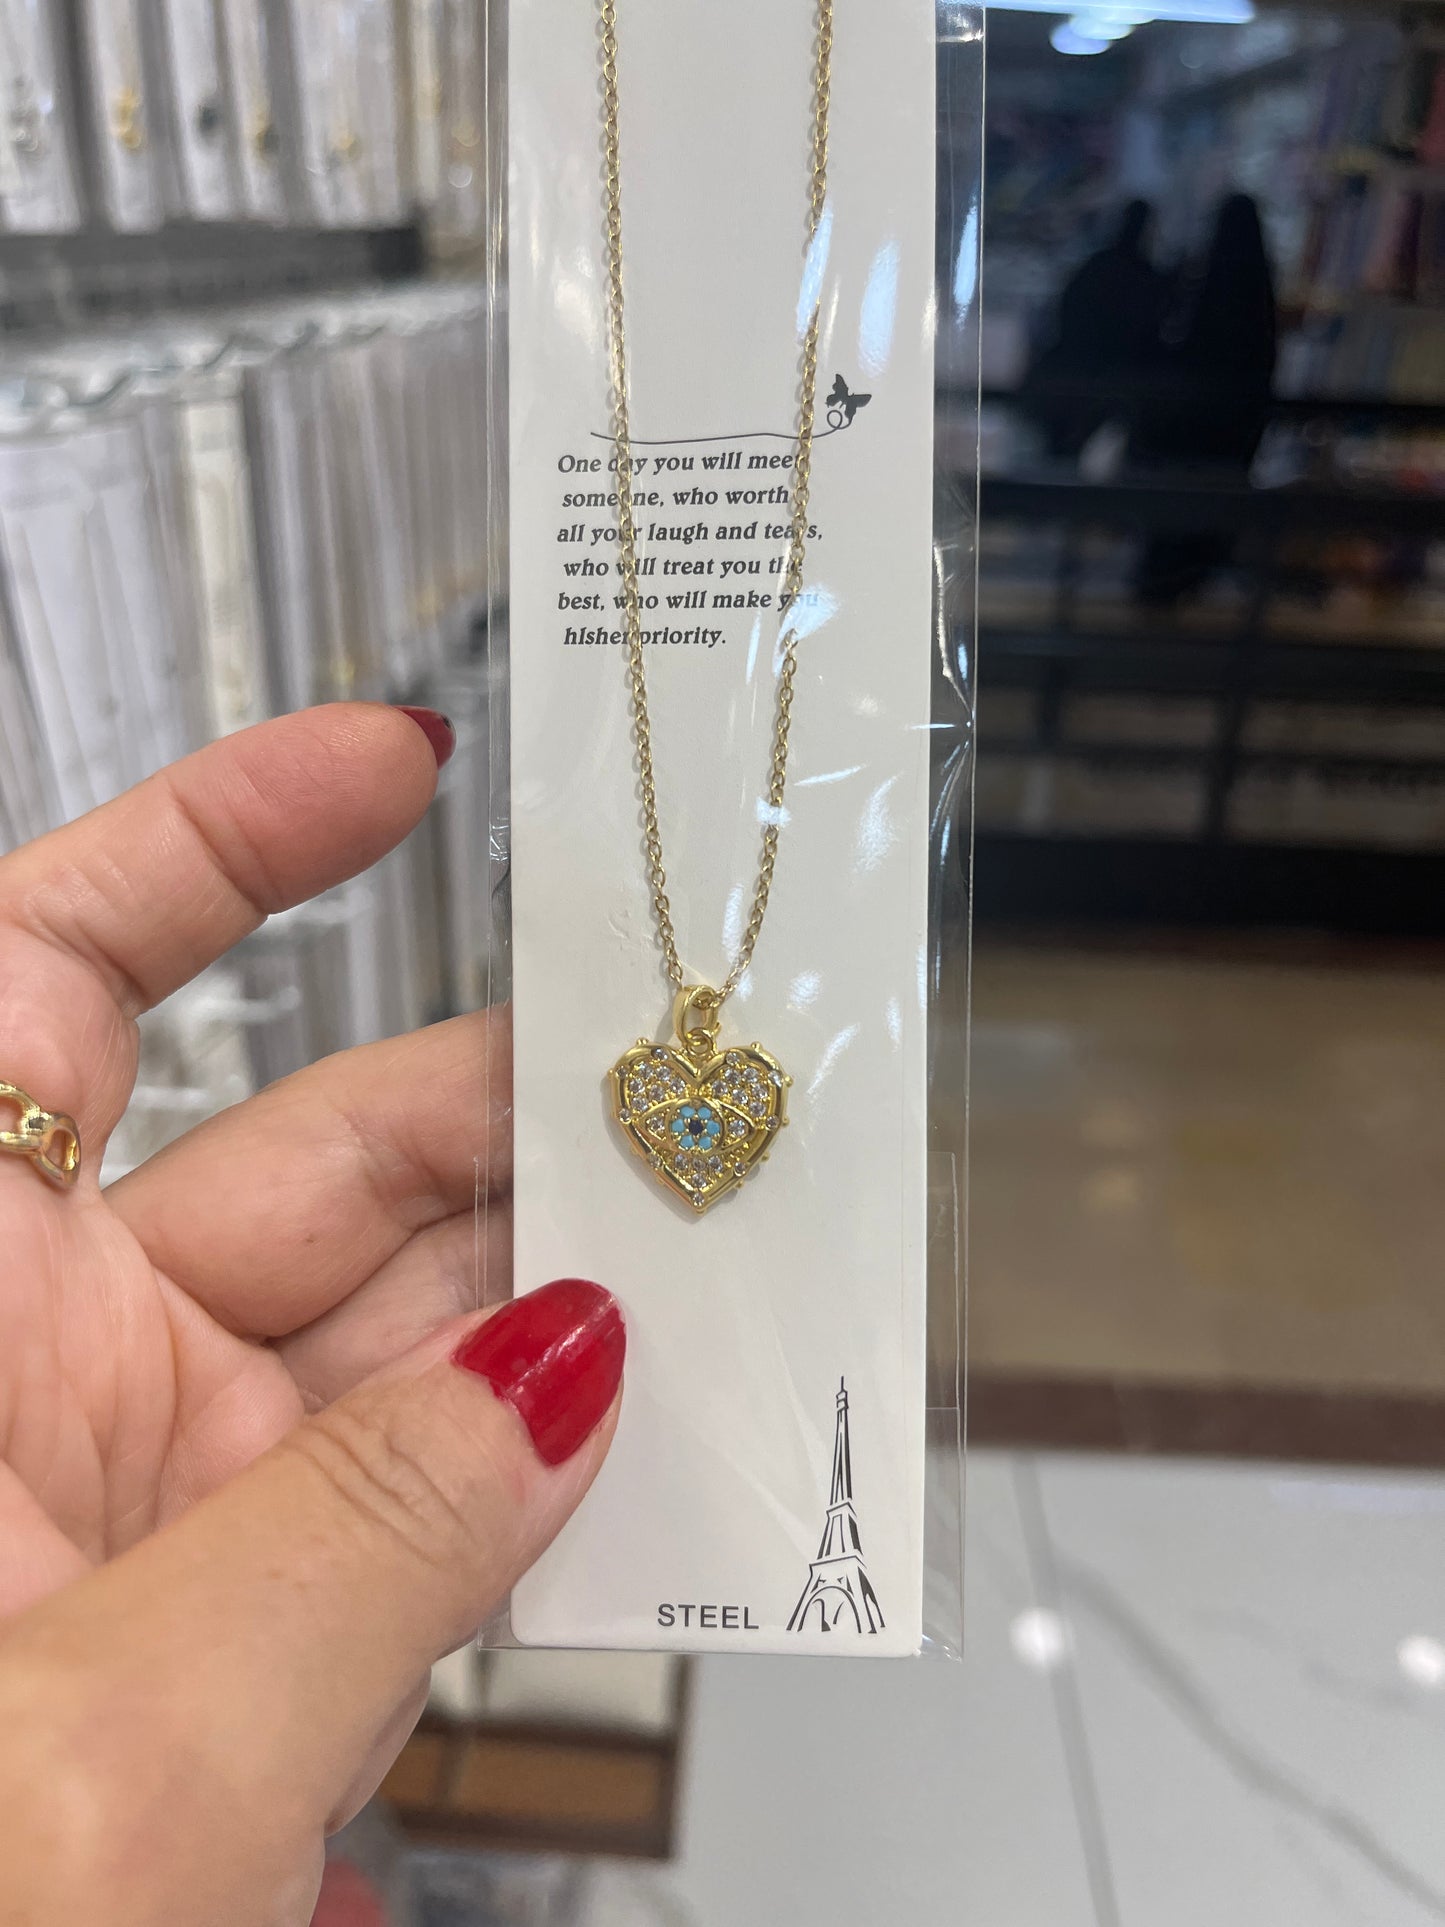 One day you will meet
someone, who worth
all your laugh and tears,
who will treat you the
best, who will make you
hIsher priority.
STEEL